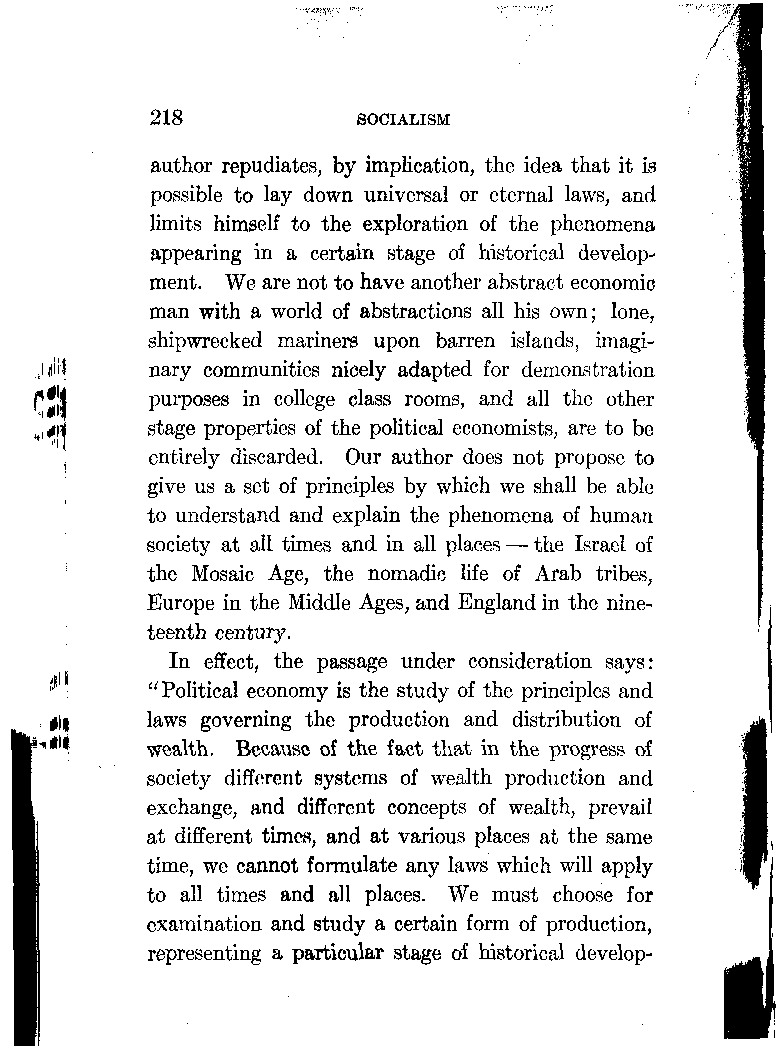 218 SOCIALISM
author repudiates, by implication, the idea that it is
possible to lay down universal or eternal laws, and
limits himself to the exploration of the phenomena
appearing in a certain stage of historical develop-
ment. We are not to have another abstract economic
man with a world of abstractions all his own; lone,
shipwrecked mariners upon barren islands, imagi-
nary communities nicely adapted for demonstration
purposes in college class rooms, and all the other
stage properties of the political economists, are to be
entirely discarded. Our author does not propose to
give us a set of principles by which we shall be able
to understand and explain the phenomena of human
society at all times and in all places — the Israel of
the Mosaic Age, the nomadic life of Arab tribes,
Europe in the Middle Ages, and England in the nine-
teenth century.
In effect, the passage under consideration says:
"Political economy is the study of the principles and
laws governing the production and distribution of
wealth. Because of the fact that in the progress of
society different systems of wealth production and
exchange, and different concepts of wealth, prevail
at different times, and at various places at the same
time, we cannot formulate any laws which will apply
to all times and all places. We must choose for
examination and study a certain form of production,
representing a particular stage of historical develop-